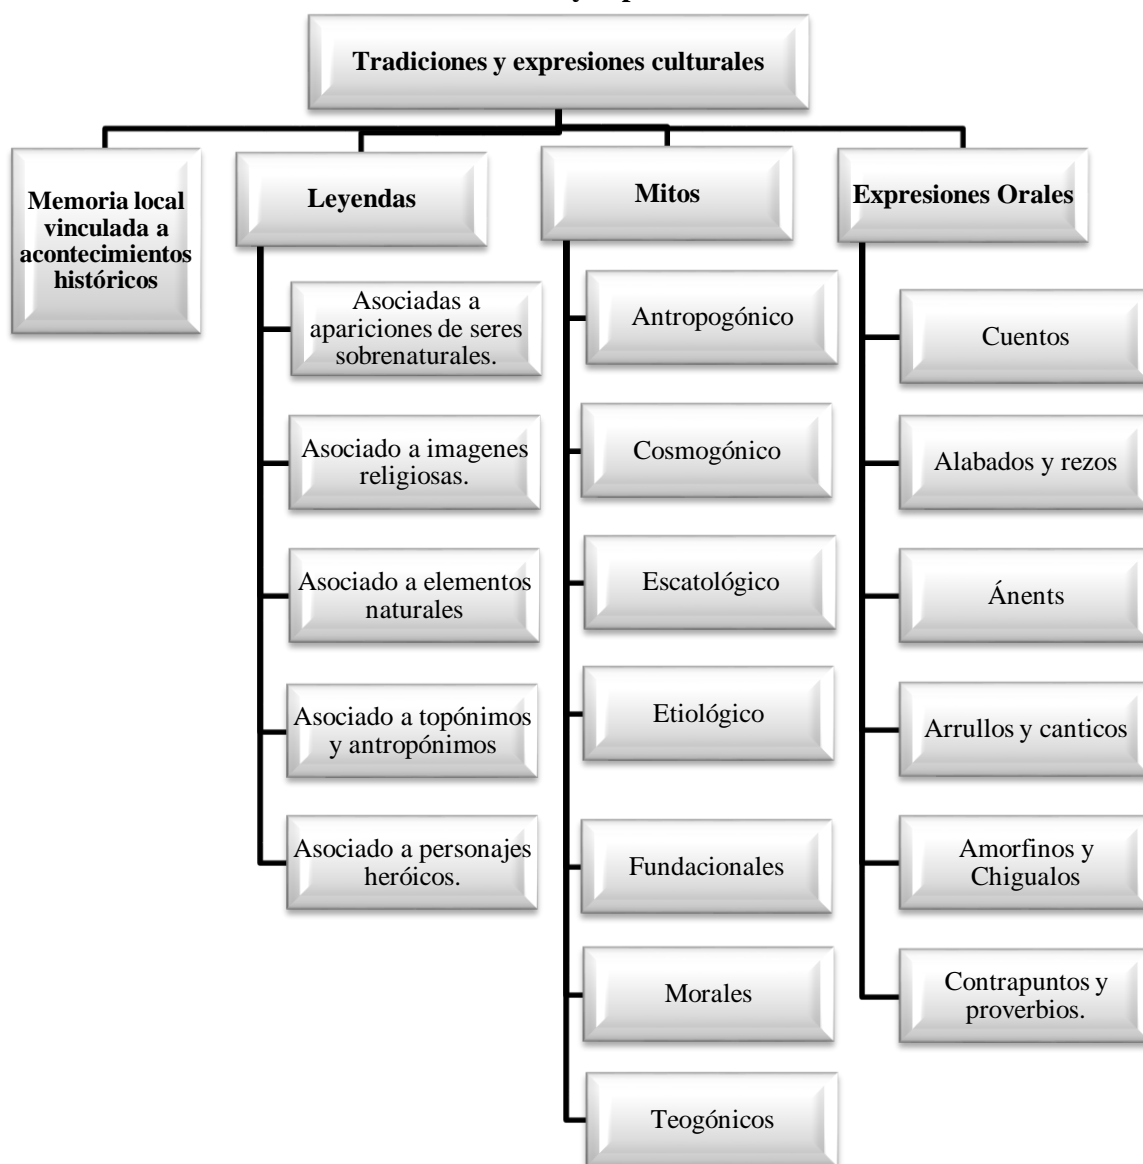 Tradiciones y expresiones culturales
Memoria local
vinculada a
acontecimientos
históricos
Leyendas
Asociadas a
apariciones de seres
sobrenaturales.
Asociado a imagenes
religiosas.
Asociado a elementos
naturales
Asociado a topónimos
y antropónimos
Asociado a personajes
heróicos.
Mitos
Antropogónico
Cosmogónico
Escatológico
Etiológico
Fundacionales
Morales
Teogónicos
Expresiones Orales
Cuentos
Alabados y rezos
Ánents
Arrullos y canticos
Amorfinos y
Chigualos
Contrapuntos y
proverbios.